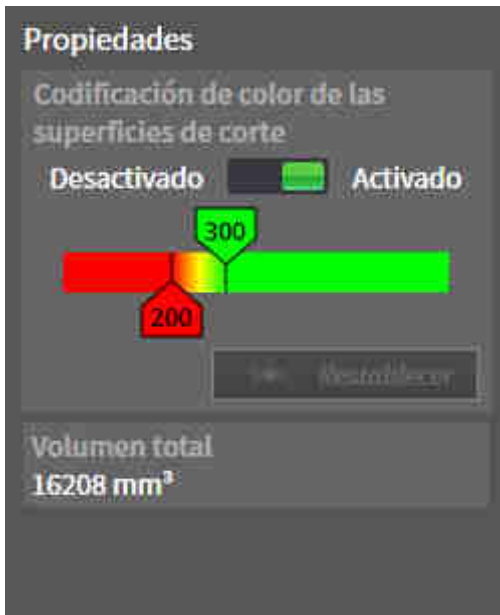 Propiedades
Codificación de color de las
superficies de corte
Desactivado Activado
300
200
Restablecer
Volumen total
16208 mm³